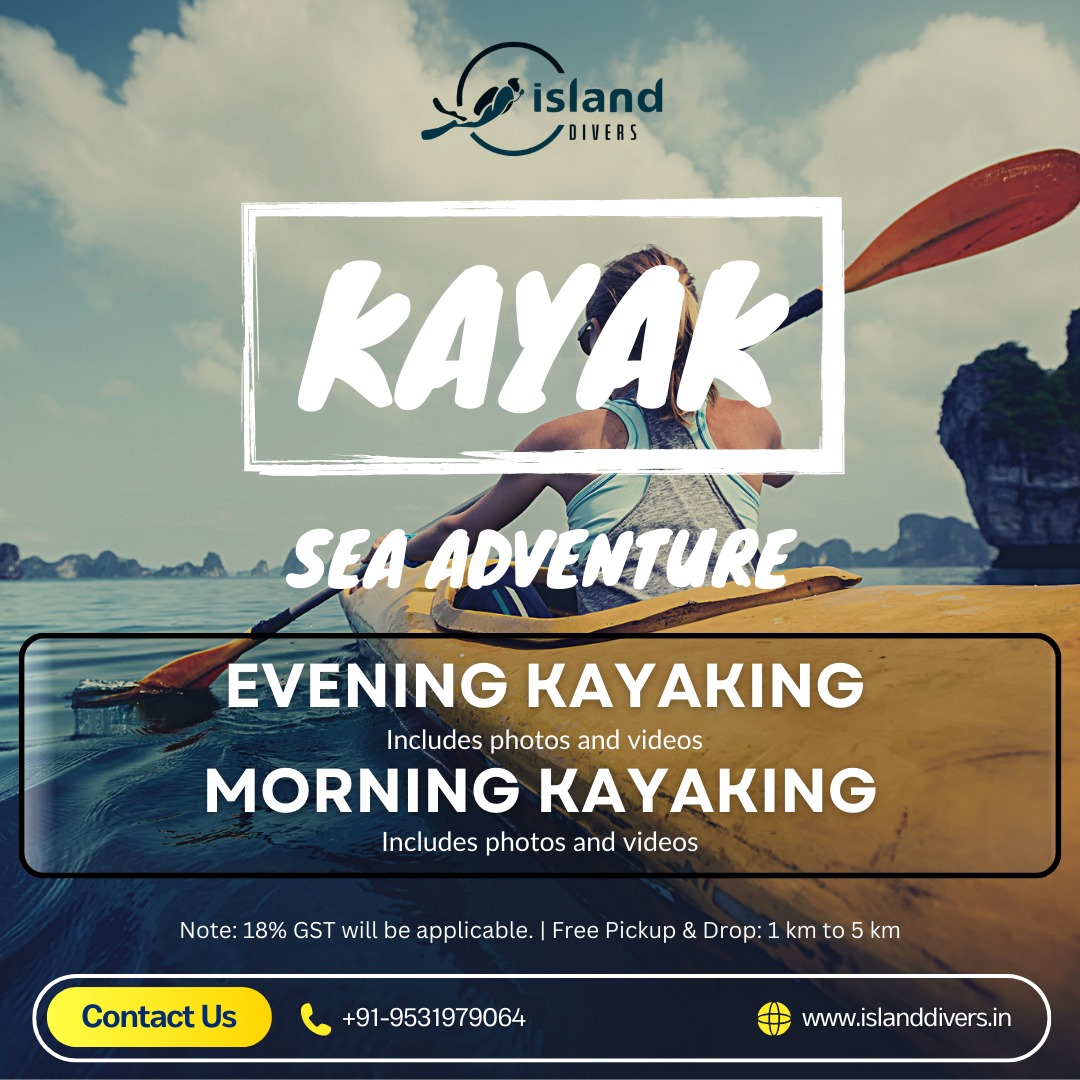 island
DIVERS
KAYAK
SEA ADVENTURE
EVENING KAYAKING
Includes photos and videos
MORNING KAYAKING
Includes photos and videos
Note: 18% GST will be applicable. | Free Pickup & Drop: 1 km to 5 km
Contact Us +91-9531979064 www.islanddivers.in